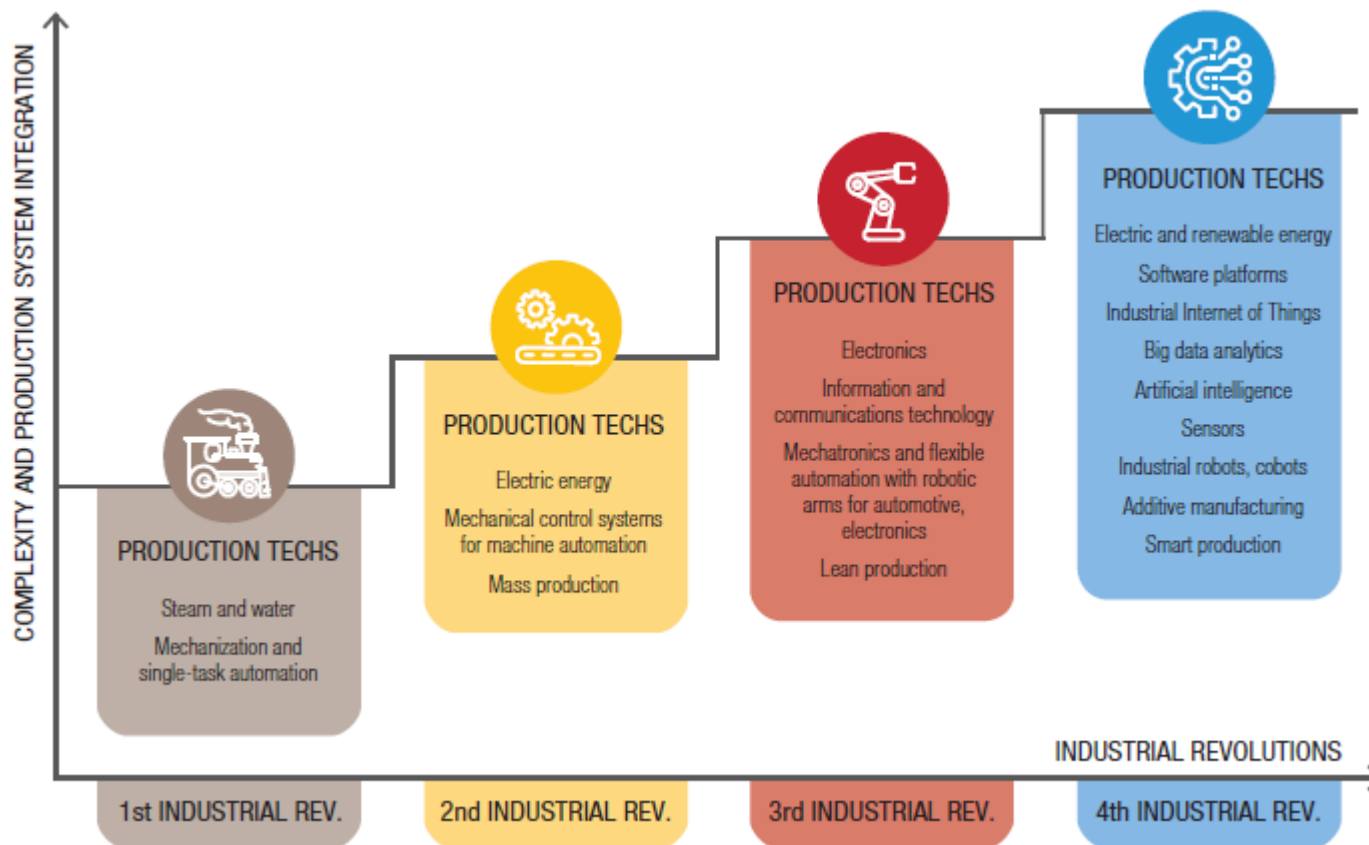 COMPLEXITY AND PRODUCTION SYSTEM INTEGRATION
PRODUCTION TECHS
Steam and water
Mechanization and
single-task automation
PRODUCTION TECHS
Electric energy
Mechanical control systems
for machine automation
Mass production
PRODUCTION TECHS
Electronics
Information and
communications technology
Mechatronics and flexible
automation with robotic
arms for automotive,
electronics
Lean production
PRODUCTION TECHS
Electric and renewable energy
Software platforms
Industrial Internet of Things
Big data analytics
Artificial intelligence
Sensors
Industrial robots, cobots
Additive manufacturing
Smart production
INDUSTRIAL REVOLUTIONS
1st INDUSTRIAL REV.
2nd INDUSTRIAL REV.
3rd INDUSTRIAL REV.
4th INDUSTRIAL REV.